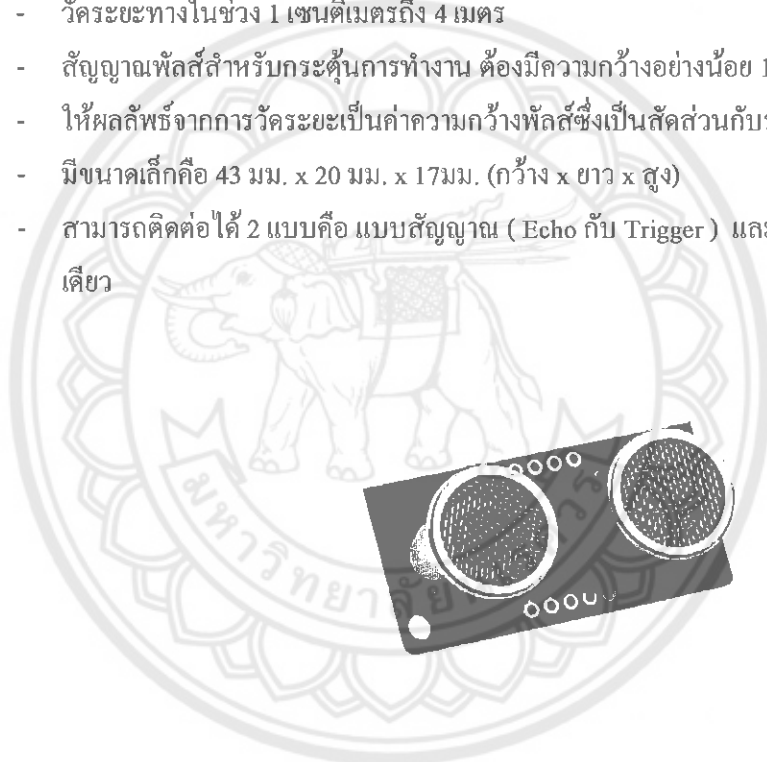 - วัดระยะทางในช่วง 1 เซนติเมตรถึง 4 เมตร
- สัญญาณพัลส์สำหรับกระตุ้นการทำงาน ต้องมีความกว้างอย่างน้อย
- ให้ผลลัพธ์จากการวัดระยะเป็นค่าความกว้างพัลส์ซึ่งเป็นสัดส่วนกับ
- มีขนาดเล็กคือ 43 มม. x 20 มม. x 17มม. (กว้าง x ยาว x สูง)
- สามารถติดต่อได้ 2 แบบคือ แบบสัญญาณ ( Echo กับ Trigger ) และ
เดียว